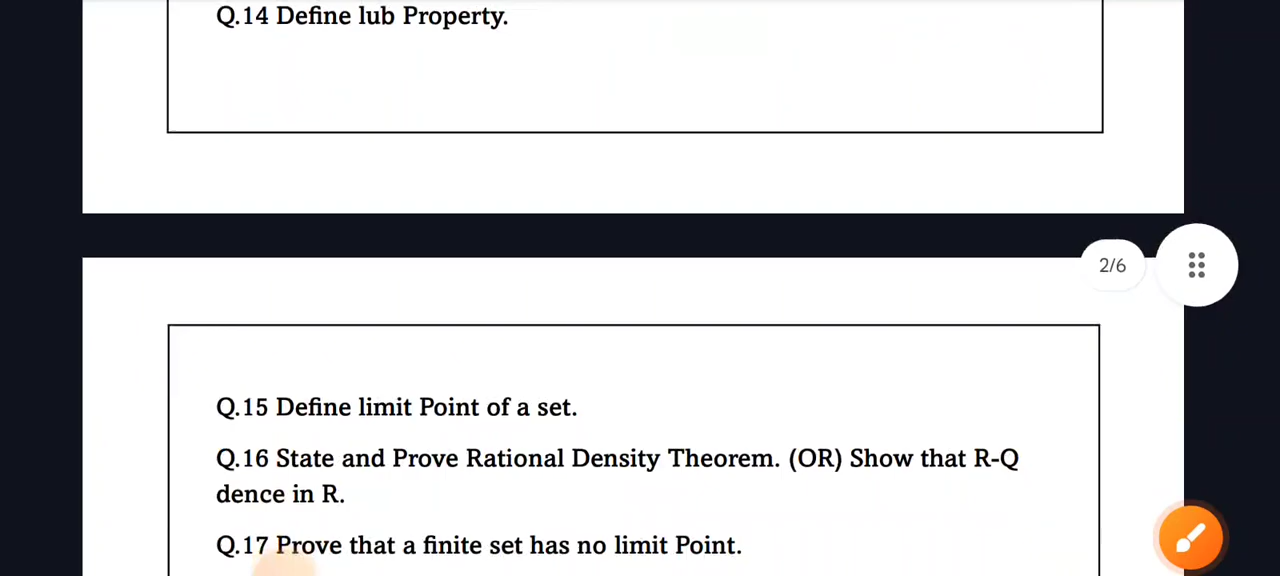 Q.14 Define lub Property.
2/6
Q.15 Define limit Point of a set.
Q.16 State and Prove Rational Density Theorem. (OR) Show that R-Q
dence in R.
Q.17 Prove that a finite set has no limit Point.